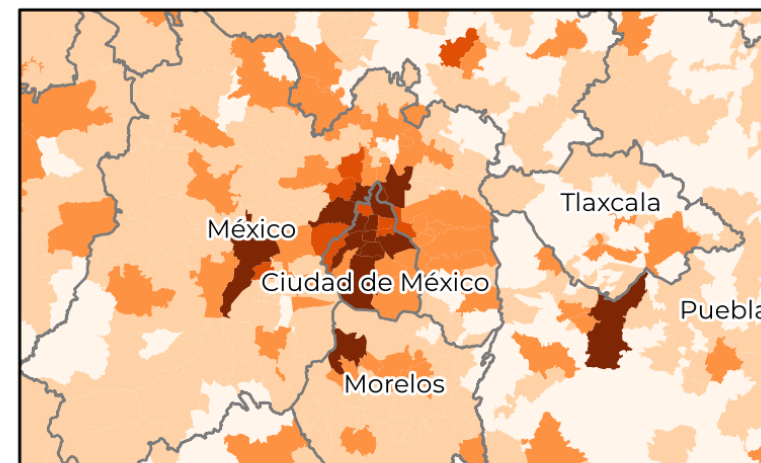 Tlaxcala
México
Ciudad de México
Puebla
Morelos